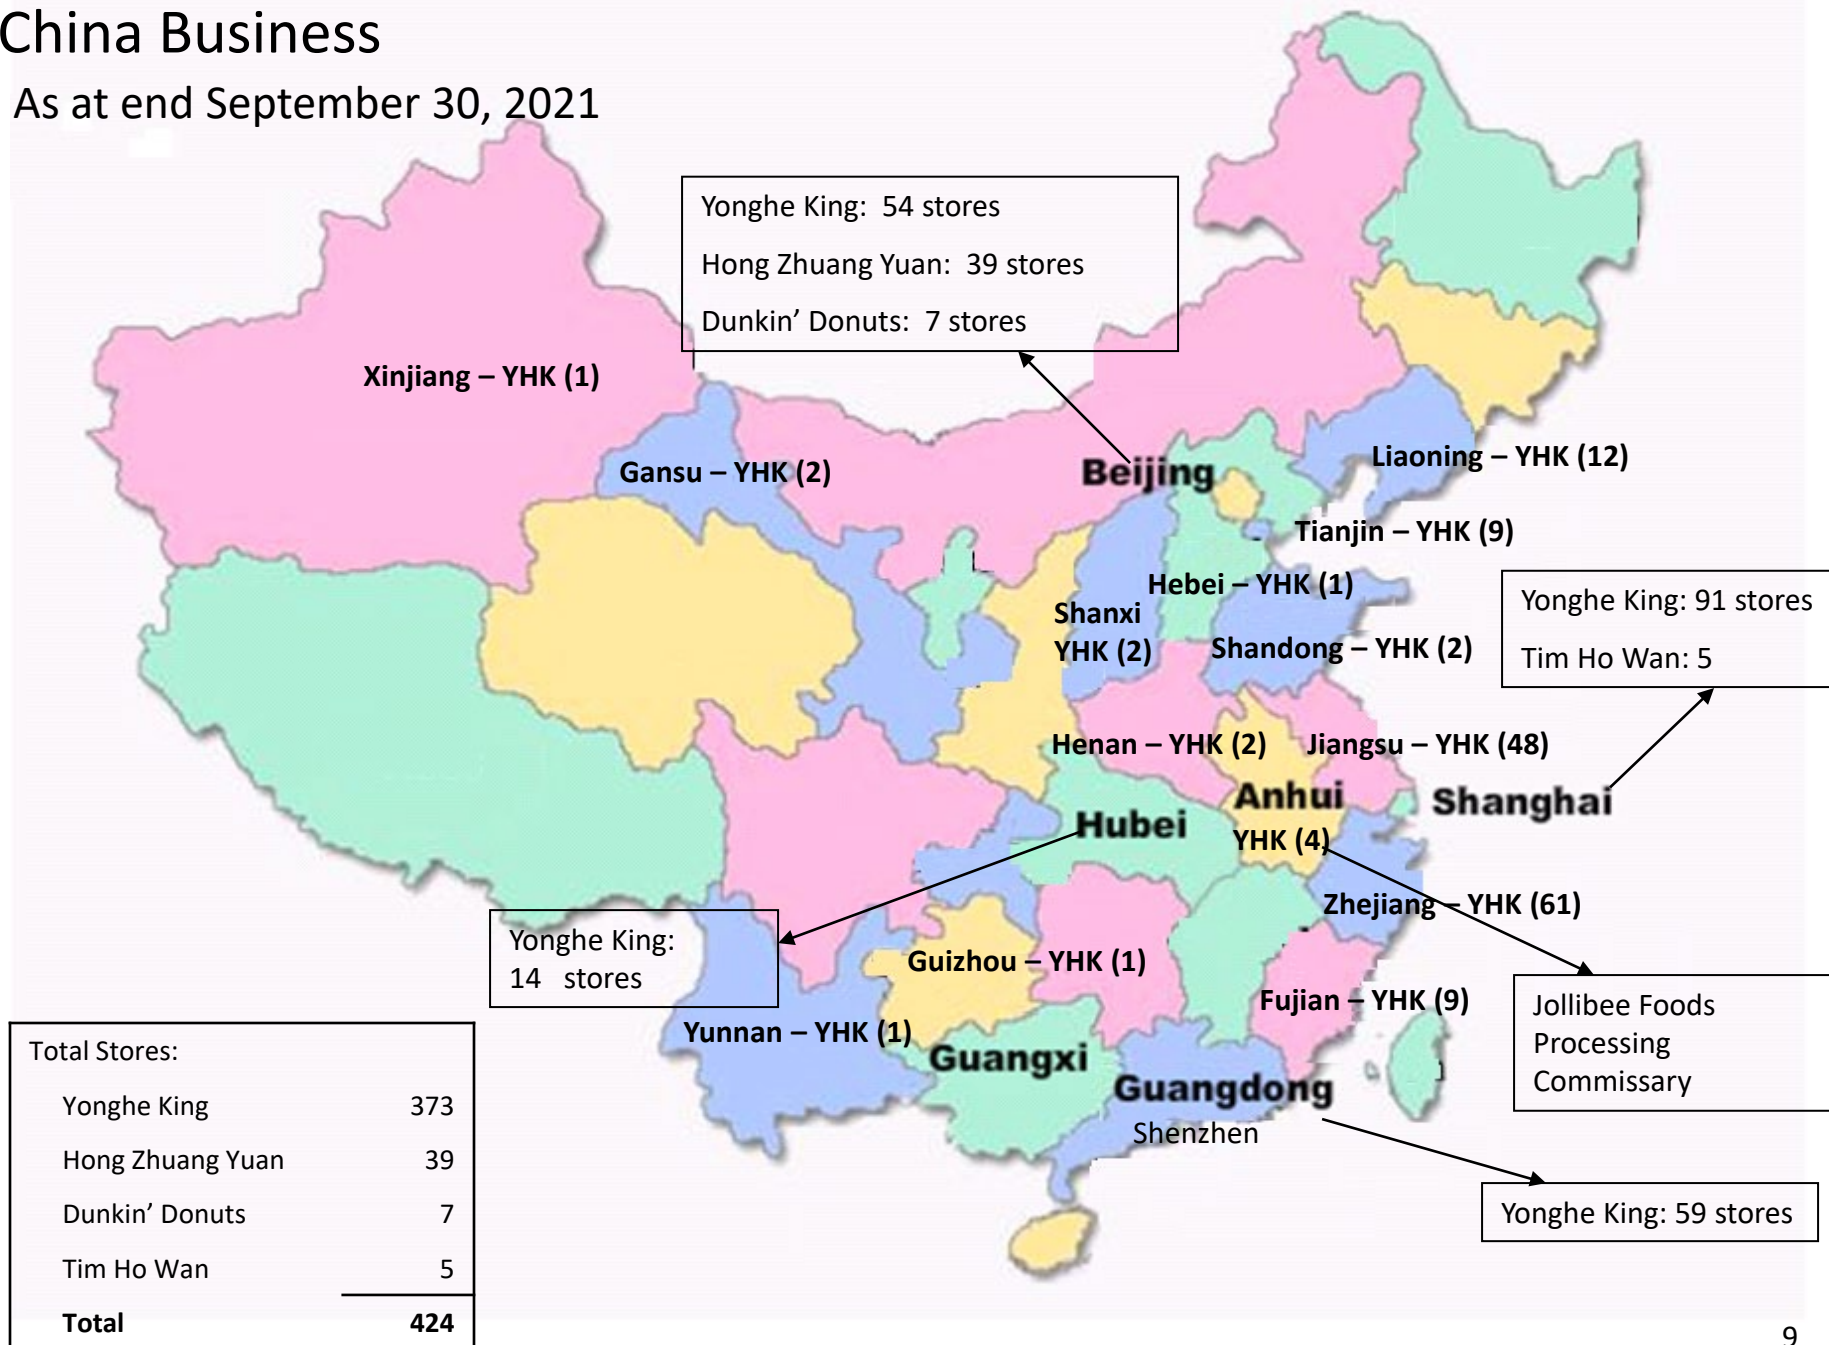 China Business
As at end September 30, 2021
Yonghe King:  54 stores
Hong Zhuang Yuan:  39 stores
Dunkin’ Donuts:  7 stores
Xinjiang – YHK (1)
Gansu – YHK (2)
Beijing
Liaoning – YHK (12)
Tianjin – YHK (9)
Hebei – YHK (1)
Shanxi
YHK (2)
Shandong – YHK (2)
Yonghe King: 91 stores
Tim Ho Wan: 5
Henan – YHK (2)
Jiangsu – YHK (48)
Anhui
YHK (4)
Shanghai
Hubei
Zhejiang – YHK (61)
Yonghe King:
14   stores
Guizhou – YHK (1)
Fujian – YHK (9)
Jollibee Foods
Processing
Commissary
Yunnan – YHK (1)
Guangxi
Guangdong
Shenzhen
Yonghe King: 59 stores
Total Stores:
Yonghe King 373
Hong Zhuang Yuan 39
Dunkin’ Donuts 7
Tim Ho Wan 5
Total 424
9